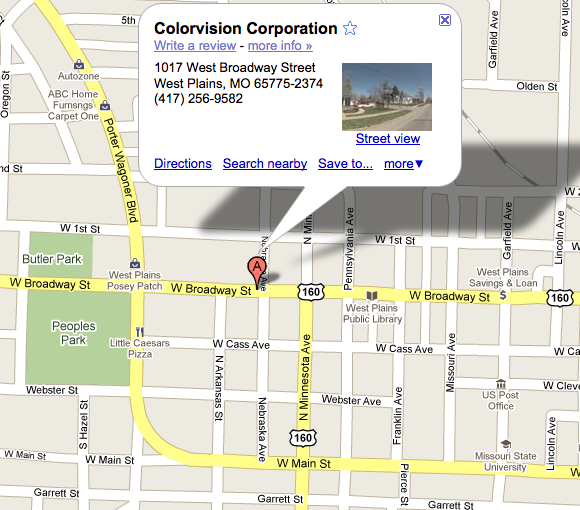 Colorvision Corporation
Write a review - more info »
1017 West Broadway Street
West Plains, MO 65775-2374
(417) 256-9582
Street view
Directions Search nearby Save to... more▼
5th
Autozone
ABC Home
Furnsngs
Carpet One
Oregon St
Porter Wagoner Blvd
Garfield Ave
Olden St
2nd
W 2
W 1st St
W 1st St
Butler Park
West Plains
Posey Patch
W Broadway St
W Broadway St
A
160
W Broadway St
160
Pennsylvania Ave
Garfield Ave
Lincoln Ave
West Plains
Savings & Loan
West Plains
Public Library
Peoples
Park
Little Caesars
Pizza
W Cass Ave
W Cass Ave
N Arkansas St
N Minnesota Ave
Missouri Ave
Webster St
Webster Ave
W Cleve
US Post
Office
S Hazel St
Nebraska Ave
Franklin Ave
Lincoln Ave
160
Missouri State
University
W Main St
W Main St
W Main St
Pierce St
Garrett St
Garrett St
Garrett St